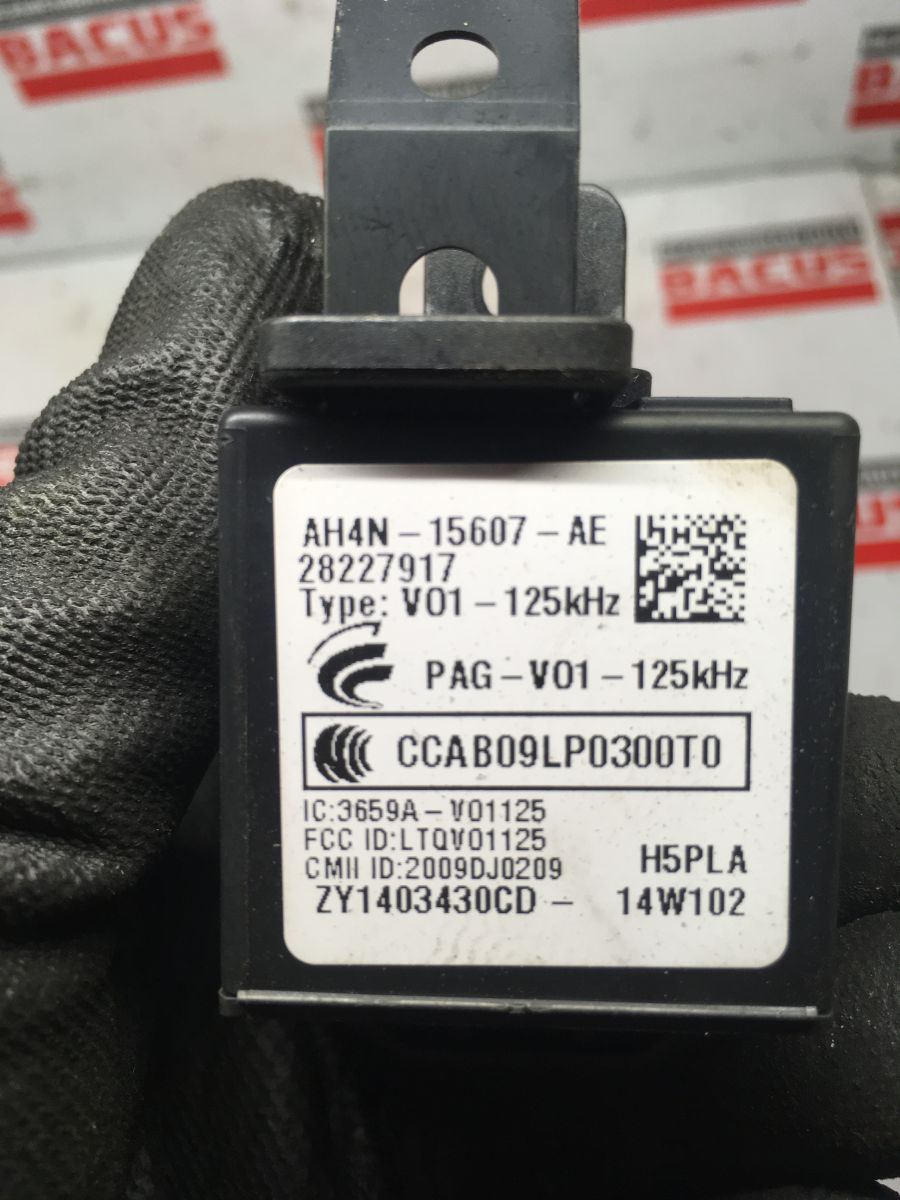 BACUS
BACUS
AH4N-15607-AE
28227917
Type: V01-125kHz
PAG-V01-125kHz
CCAB09LP0300T0
IC:3659A-V01125
FCC ID:LTQV01125
CMII ID:2009DJ0209
H5PLA
ZY1403430CD- 14W102